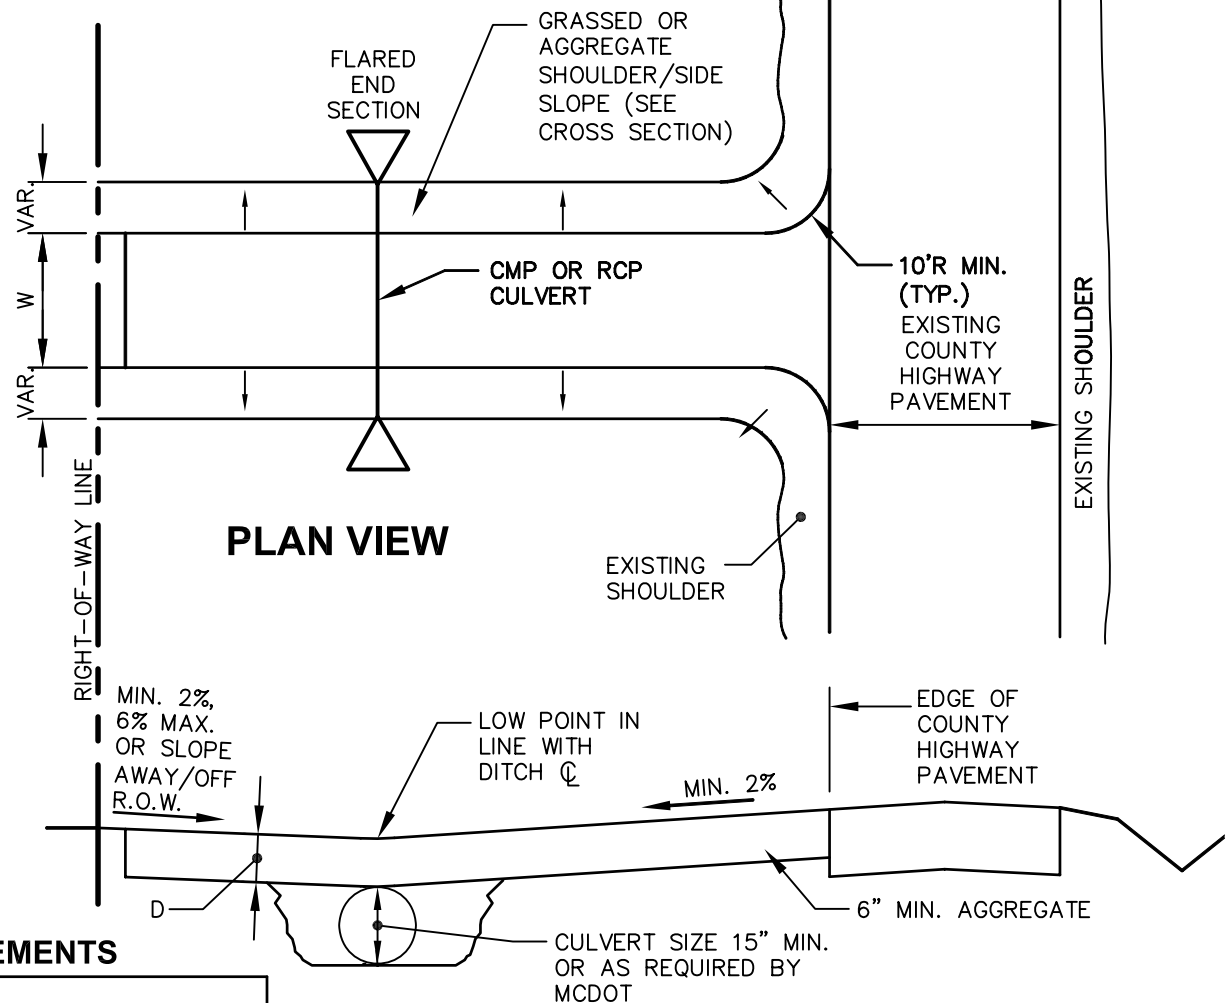 GRASSED OR
AGGREGATE
SHOULDER/SIDE
SLOPE (SEE
CROSS SECTION)
FLARED
END
SECTION
VAR.
W
VAR.
CMP OR RCP
CULVERT
10'R MIN.
(TYP.)
EXISTING
COUNTY
HIGHWAY
PAVEMENT
EXISTING SHOULDER
RIGHT-OF-WAY LINE
PLAN VIEW
EXISTING
SHOULDER
MIN. 2%,
6% MAX.
OR SLOPE
AWAY/OFF
R.O.W.
LOW POINT IN
LINE WITH
DITCH ℄
MIN. 2%
EDGE OF
COUNTY
HIGHWAY
PAVEMENT
D
6" MIN. AGGREGATE
CULVERT SIZE 15" MIN.
OR AS REQUIRED BY
MCDOT
EMENTS